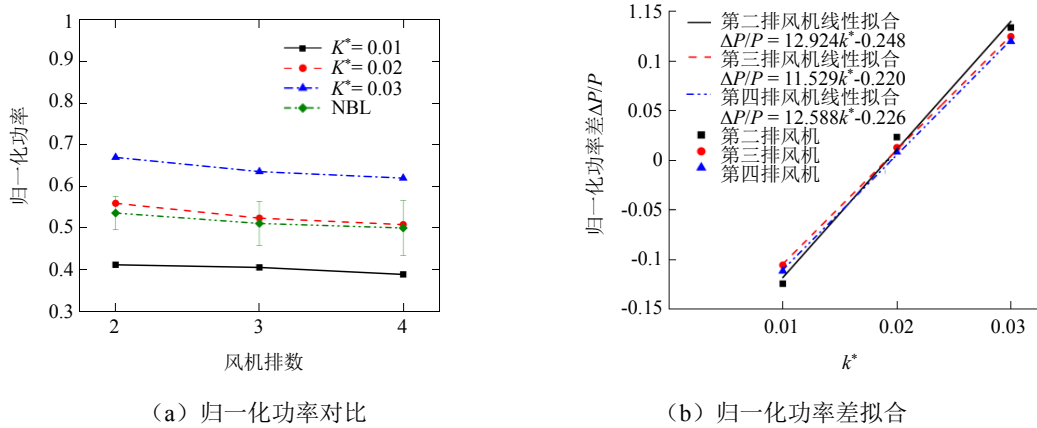 1
0.9
0.8
0.7
0.6
0.5
0.4
0.3
归一化功率
K*= 0.01
K*= 0.02
K*= 0.03
NBL
2
3
4
风机排数
（a）归一化功率对比
1.15
0.10
0.05
0
-0.05
-0.1
-0.15
归一化功率差ΔP/P
第二排风机线性拟合
ΔP/P = 12.924k*-0.248
第三排风机线性拟合
ΔP/P = 11.529k*-0.220
第四排风机线性拟合
ΔP/P = 12.588k*-0.226
第二排风机
第三排风机
第四排风机
0.01
0.02
0.03
k*
（b）归一化功率差拟合